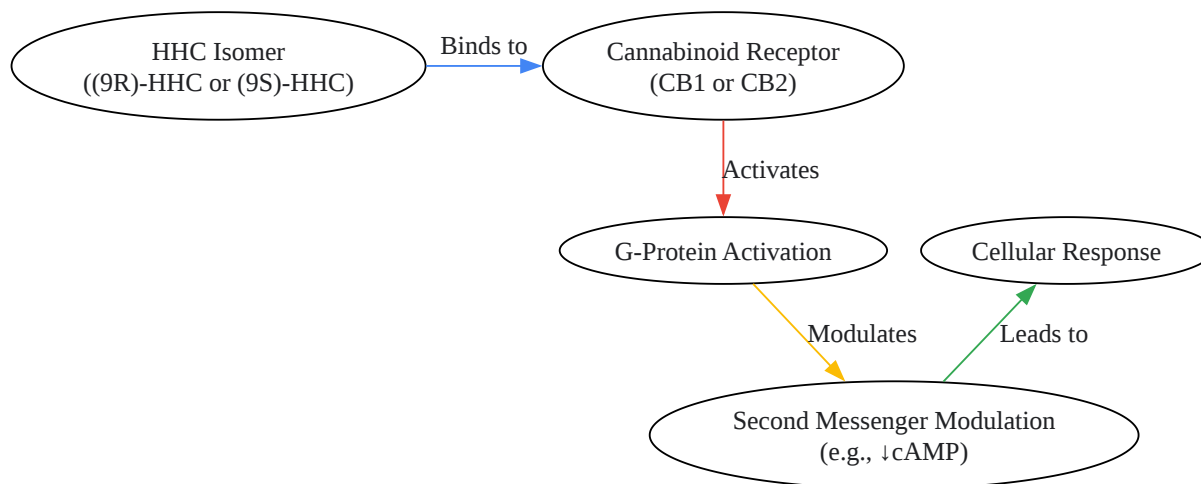 HHC Isomer
((9R)-HHC or (9S)-HHC)
Binds to
Cannabinoid Receptor
(CB1 or CB2)
Activates
G-Protein Activation
Cellular Response
Modulates
Leads to
Second Messenger Modulation
(e.g., ↓cAMP)